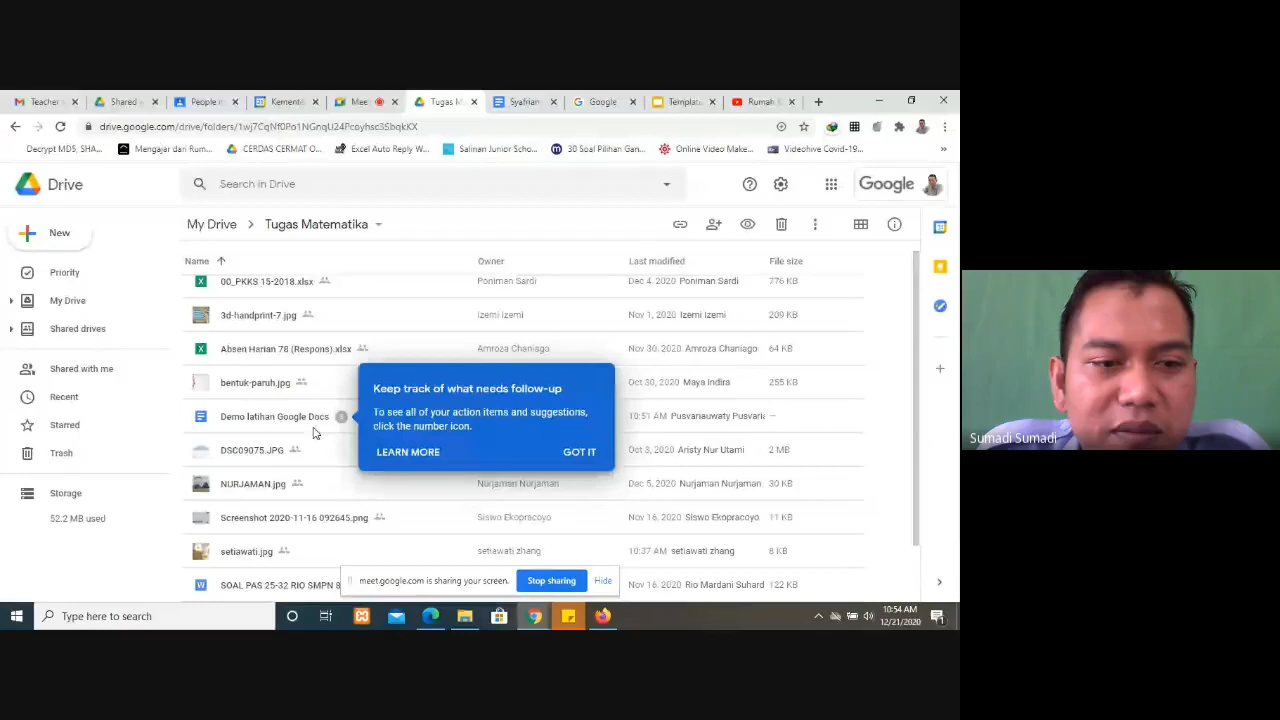 Teacher
Shared
People in
Kemente
Mee
Tugas M
Syafrian
Google
Templat
Rumah B
drive.google.com/drive/folders/
Decrypt MD5, SHA...
Mengajar dari Rum...
CERDAS CERMAT O...
Excel Auto Reply W...
Salinan Junior Scho...
30 Soal Pilihan Gan...
Online Video Make...
Videohive Covid-19...
»
Drive
Search in Drive
Google
New
My Drive
Tugas Matematika
Priority
My Drive
Shared drives
Shared with me
Recent
Starred
Trash
Storage
52.2 MB used
Name
Owner
Last modified
File size
00_PKKS 15-2018.xlsx
Poniman Sardi
Dec 4, 2020 Poniman Sardi
776 KB
3d-handprint-7.jpg
Izemi Izemi
Nov 1, 2020 Izemi izemi
209 KB
Absen Harian 78 (Respons).xlsx
Amroza Chaniago
Nov 30, 2020 Amroza Chaniago
64 KB
bentuk-paruh.jpg
Oct 30, 2020 Maya indira
255 KB
Demo latihan Google Docs
10:51 AM Pusvariauwaty Pusvaria
—
DSC09075.JPG
Oct 3, 2020 Aristy Nur Utami
2 MB
NURJAMAN.jpg
Nurjaman Nurjaman
Dec 5, 2020 Nurjaman Nurjaman
30 KB
Screenshot 2020-11-16 092645.png
Siswo Ekopracoyo
Nov 16, 2020 Siswo Ekopracoyo
11 KB
setiawati.jpg
setiawati zhang
10:37 AM setiawati zhang
8 KB
SOAL PAS 25-32 RIO SMPN 8
Nov 16, 2020 Rio Mardani Suhard
122 KB
Keep track of what needs follow-up
To see all of your action items and suggestions,
click the number icon.
LEARN MORE
GOT IT
meet.google.com is sharing your screen.
Stop sharing
Hide
Type here to search
10:54 AM
12/21/2020
Sumadi Sumadi